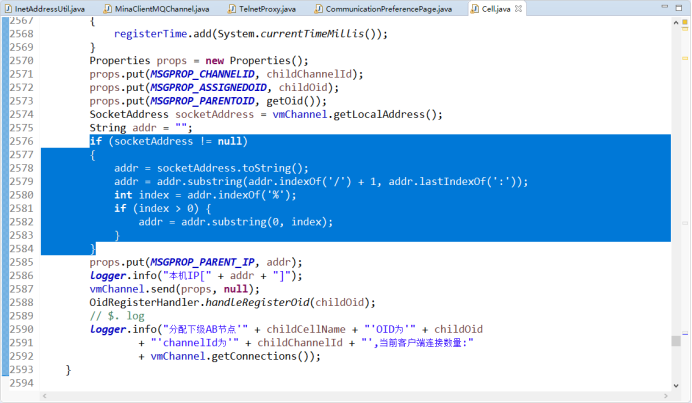 InetAddressUtil.java MinaClientMQChannel.java TelnetProxy.java CommunicationPreferencePage.java Cell.java
2567 {
2568 registerTime.add(System.currentTimeMillis());
2569 }
2570 Properties props = new Properties();
2571 props.put(MSGPROP_CHANNELID, childChannelId);
2572 props.put(MSGPROP_ASSIGNEDOID, childOid);
2573 props.put(MSGPROP_PARENTOID, getOid());
2574 SocketAddress socketAddress = vmChannel.getLocalAddress();
2575 String addr = "";
2576 if (socketAddress != null)
2577 {
2578 addr = socketAddress.toString();
2579 addr = addr.substring(addr.indexOf('/') + 1, addr.lastIndexOf(':'));
2580 int index = addr.indexOf('%');
2581 if (index > 0) {
2582 addr = addr.substring(0, index);
2583 }
2584 }
2585 props.put(MSGPROP_PARENT_IP, addr);
2586 logger.info("本机IP[" + addr + "]");
2587 vmChannel.send(props, null);
2588 OidRegisterHandler.handleRegisterOid(childOid);
2589 // $. log
2590 logger.info("分配下级AB节点'" + childCellName + "'OID为'" + childOid
2591 + "'channelId为'" + childChannelId + "',当前客户端连接数量:"
2592 + vmChannel.getConnections());
2593 }
2594